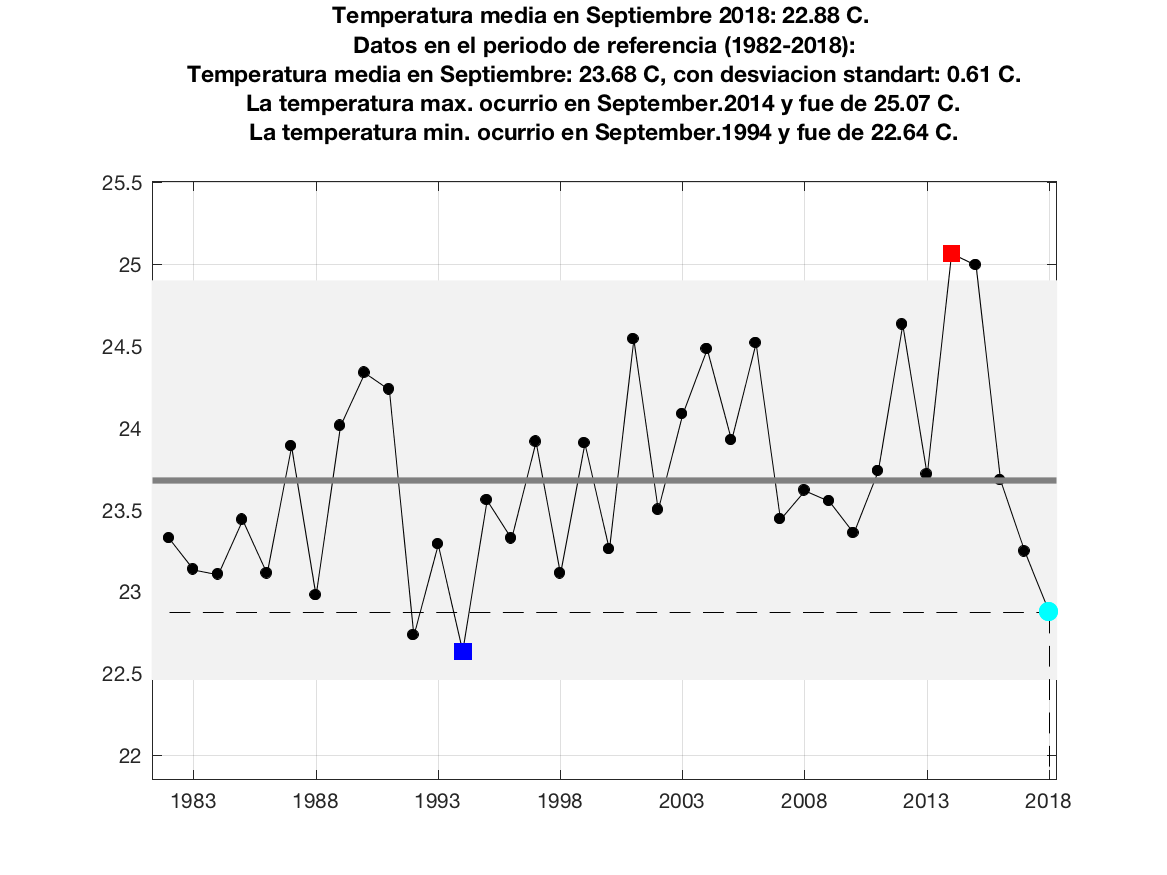 Temperatura media en Septiembre 2018: 22.88 C.
Datos en el periodo de referencia (1982-2018):
Temperatura media en Septiembre: 23.68 C, con desviacion standart: 0.61 C.
La temperatura max. ocurrio en September.2014 y fue de 25.07 C.
La temperatura min. ocurrio en September.1994 y fue de 22.64 C.
25.5
25
24.5
24
23.5
23
22.5
22
1983 1988 1993 1998 2003 2008 2013 2018